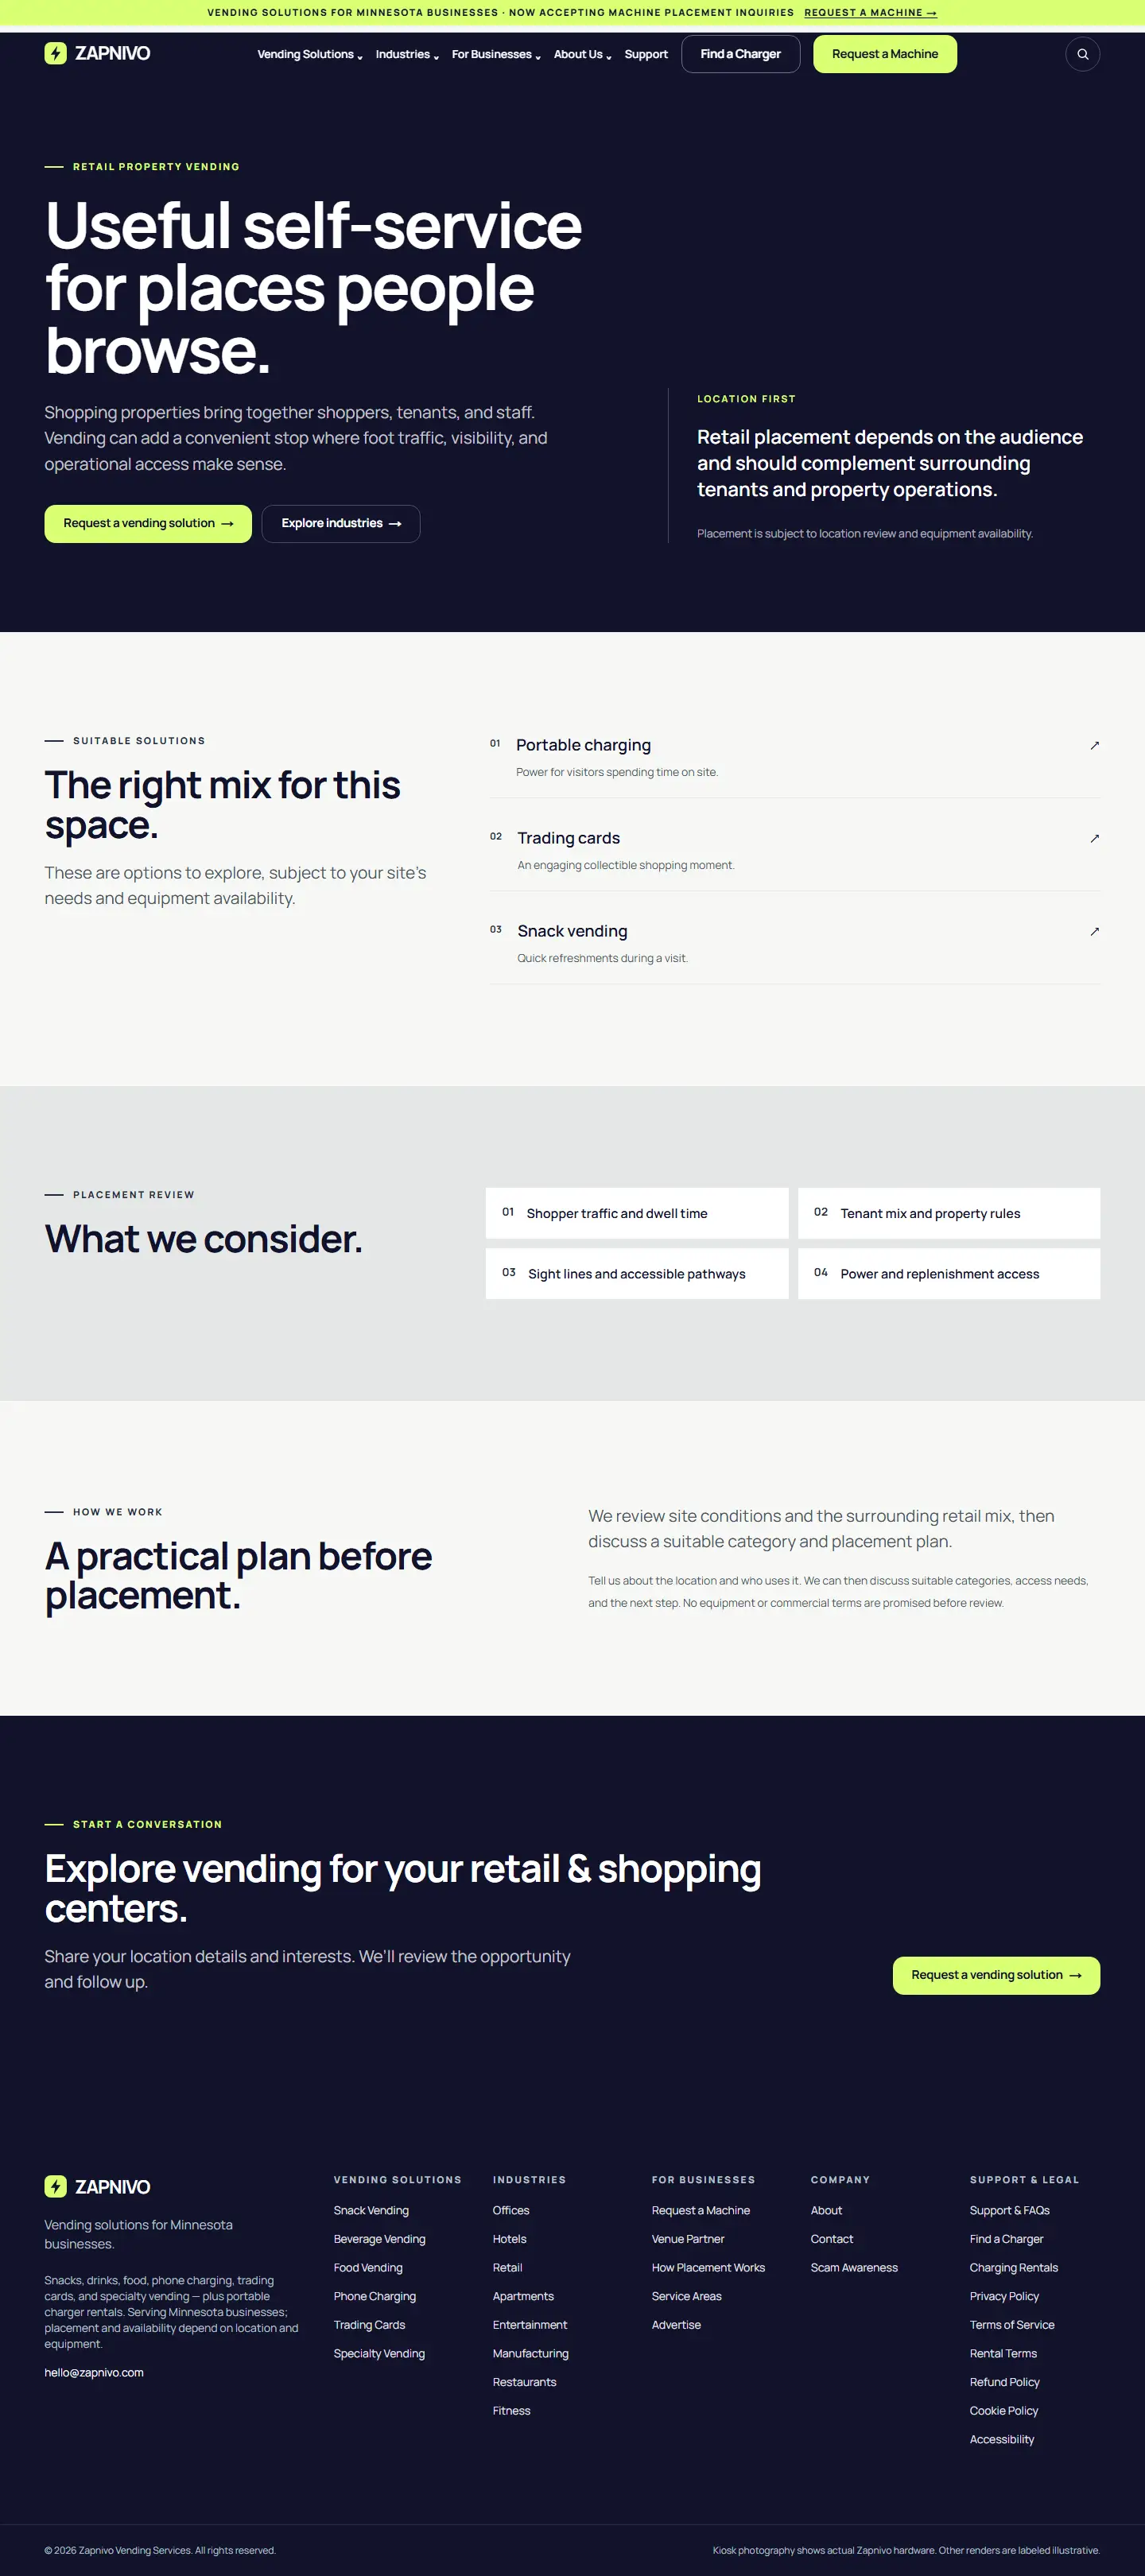 VENDING SOLUTIONS FOR MINNESOTA BUSINESSES · NOW ACCEPTING MACHINE PLACEMENT INQUIRIES REQUEST A MACHINE →
ZAPNIVO
Vending Solutions
Industries
For Businesses
About Us
Support
Find a Charger
Request a Machine
RETAIL PROPERTY VENDING
Useful self-service
for places people
browse.
Shopping properties bring together shoppers, tenants, and staff.
Vending can add a convenient stop where foot traffic, visibility, and
operational access make sense.
Request a vending solution →
Explore industries →
LOCATION FIRST
Retail placement depends on the audience
and should complement surrounding
tenants and property operations.
Placement is subject to location review and equipment availability.
SUITABLE SOLUTIONS
The right mix for this
space.
These are options to explore, subject to your site's
needs and equipment availability.
01 Portable charging ↗
Power for visitors spending time on site.
02 Trading cards ↗
An engaging collectible shopping moment.
03 Snack vending ↗
Quick refreshments during a visit.
PLACEMENT REVIEW
What we consider.
01 Shopper traffic and dwell time
02 Tenant mix and property rules
03 Sight lines and accessible pathways
04 Power and replenishment access
HOW WE WORK
A practical plan before
placement.
We review site conditions and the surrounding retail mix, then
discuss a suitable category and placement plan.
Tell us about the location and who uses it. We can then discuss suitable categories, access needs,
and the next step. No equipment or commercial terms are promised before review.
START A CONVERSATION
Explore vending for your retail & shopping
centers.
Share your location details and interests. We'll review the opportunity
and follow up.
Request a vending solution →
ZAPNIVO
Vending solutions for Minnesota
businesses.
Snacks, drinks, food, phone charging, trading
cards, and specialty vending — plus portable
charger rentals. Serving Minnesota businesses;
placement and availability depend on location and
equipment.
hello@zapnivo.com
VENDING SOLUTIONS
Snack Vending
Beverage Vending
Food Vending
Phone Charging
Trading Cards
Specialty Vending
INDUSTRIES
Offices
Hotels
Retail
Apartments
Entertainment
Manufacturing
Restaurants
Fitness
FOR BUSINESSES
Request a Machine
Venue Partner
How Placement Works
Service Areas
Advertise
COMPANY
About
Contact
Scam Awareness
SUPPORT & LEGAL
Support & FAQs
Find a Charger
Charging Rentals
Privacy Policy
Terms of Service
Rental Terms
Refund Policy
Cookie Policy
Accessibility
© 2026 Zapnivo Vending Services. All rights reserved.
Kiosk photography shows actual Zapnivo hardware. Other renders are labeled illustrative.